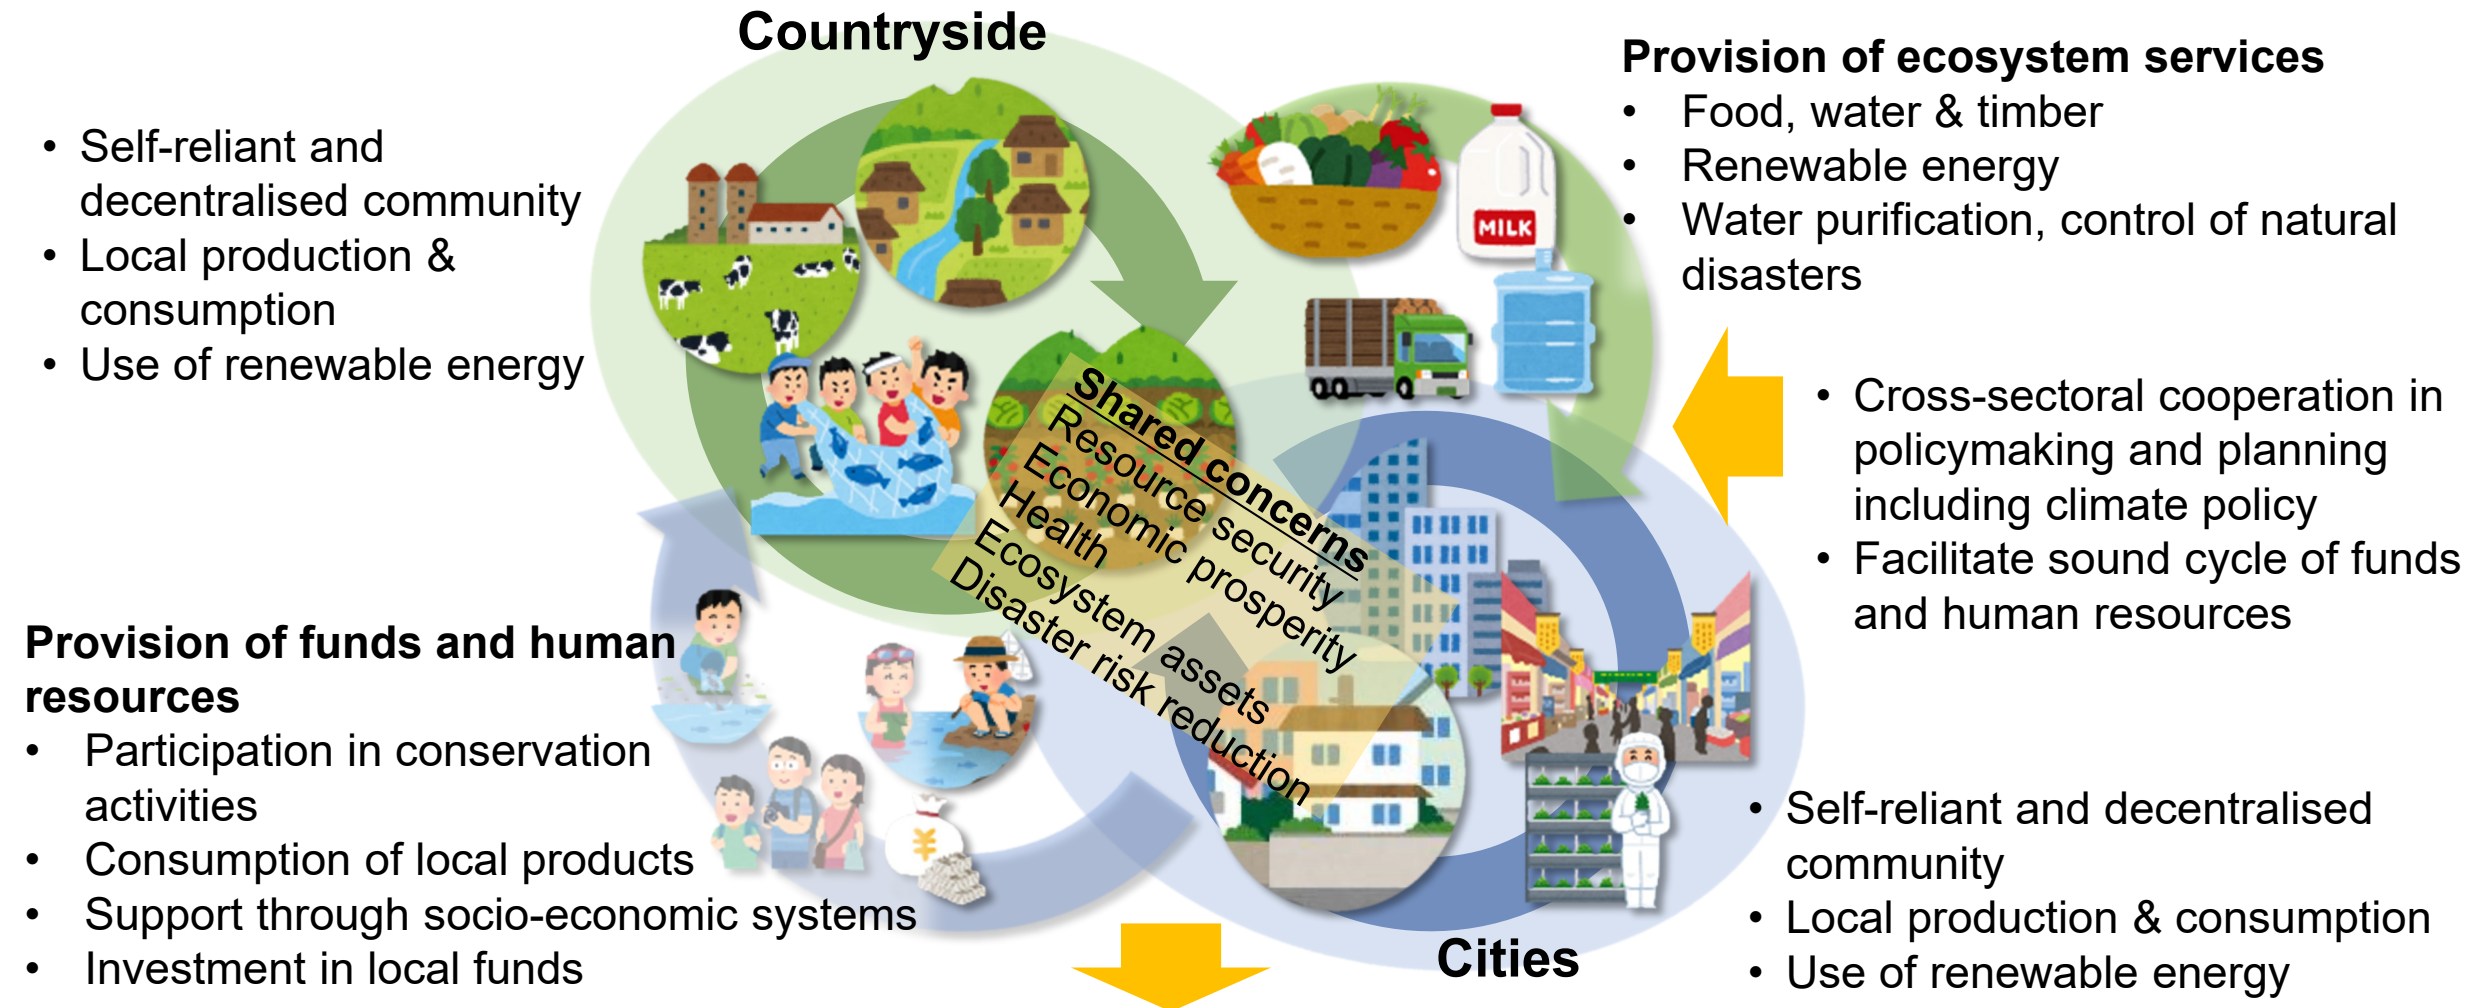 Countryside
• Self-reliant and
decentralised community
• Local production &
consumption
• Use of renewable energy
Provision of ecosystem services
• Food, water & timber
• Renewable energy
• Water purification, control of natural
disasters
MILK
• Cross-sectoral cooperation in
policymaking and planning
including climate policy
• Facilitate sound cycle of funds
and human resources
Shared concerns
Resource security
Economic prosperity
Health
Ecosystem assets
Disaster risk reduction
Provision of funds and human
resources
• Participation in conservation
activities
• Consumption of local products
• Support through socio-economic systems
• Investment in local funds
¥
Cities
• Self-reliant and decentralised
community
• Local production & consumption
• Use of renewable energy